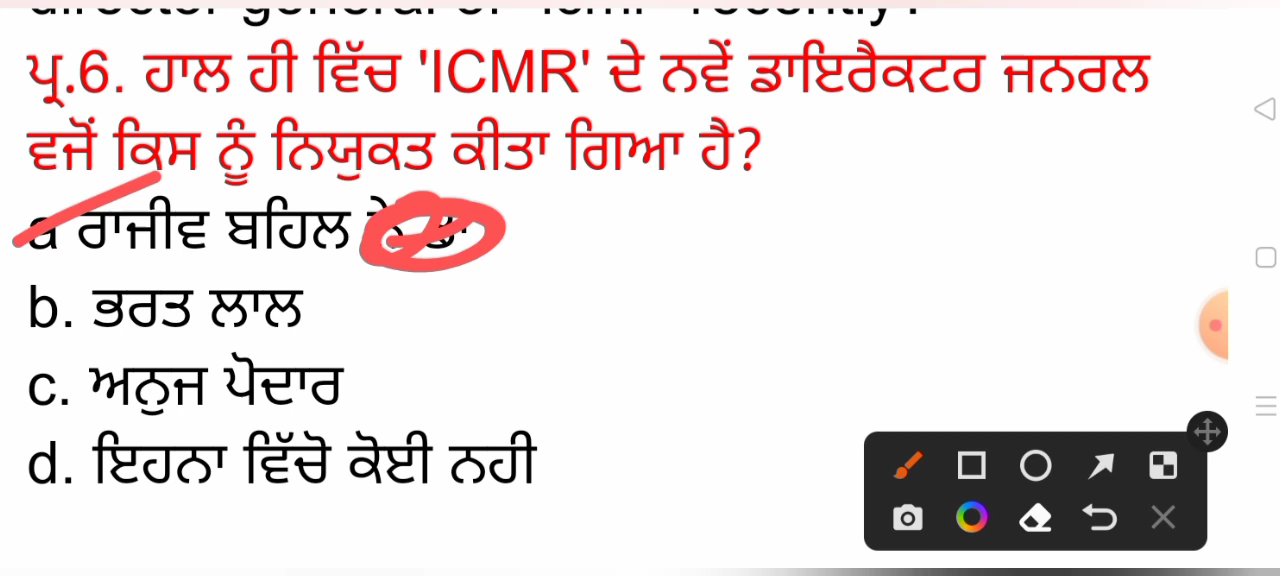 ਪ੍ਰ.6. ਹਾਲ ਹੀ ਵਿੱਚ 'ICMR' ਦੇ ਨਵੇਂ ਡਾਇਰੈਕਟਰ ਜਨਰਲ
ਵਜੋਂ ਕਿਸ ਨੂੰ ਨਿਯੁਕਤ ਕੀਤਾ ਗਿਆ ਹੈ?
a ਰਾਜੀਵ ਬਹਿਲ
b. ਭਰਤ ਲਾਲ
c. ਅਨੁਜ ਪੋਦਾਰ
d. ਇਹਨਾ ਵਿੱਚੋ ਕੋਈ ਨਹੀ